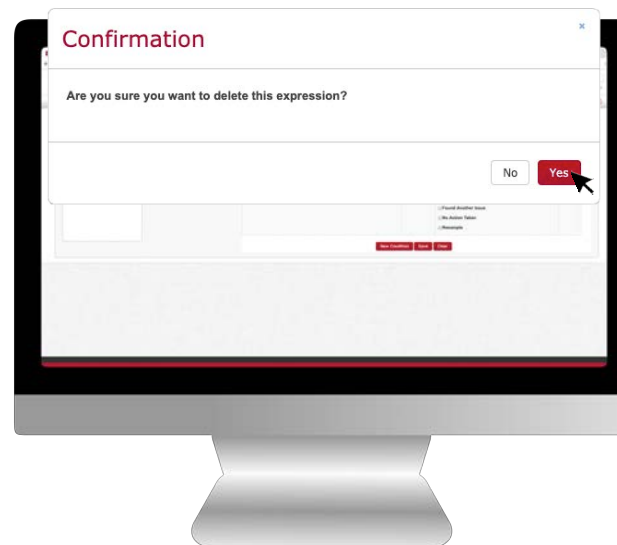 Confirmation
×
Are you sure you want to delete this expression?
No
Yes
Found Another Issue
No Action Taken
Resample
New Condition
Save
Clear